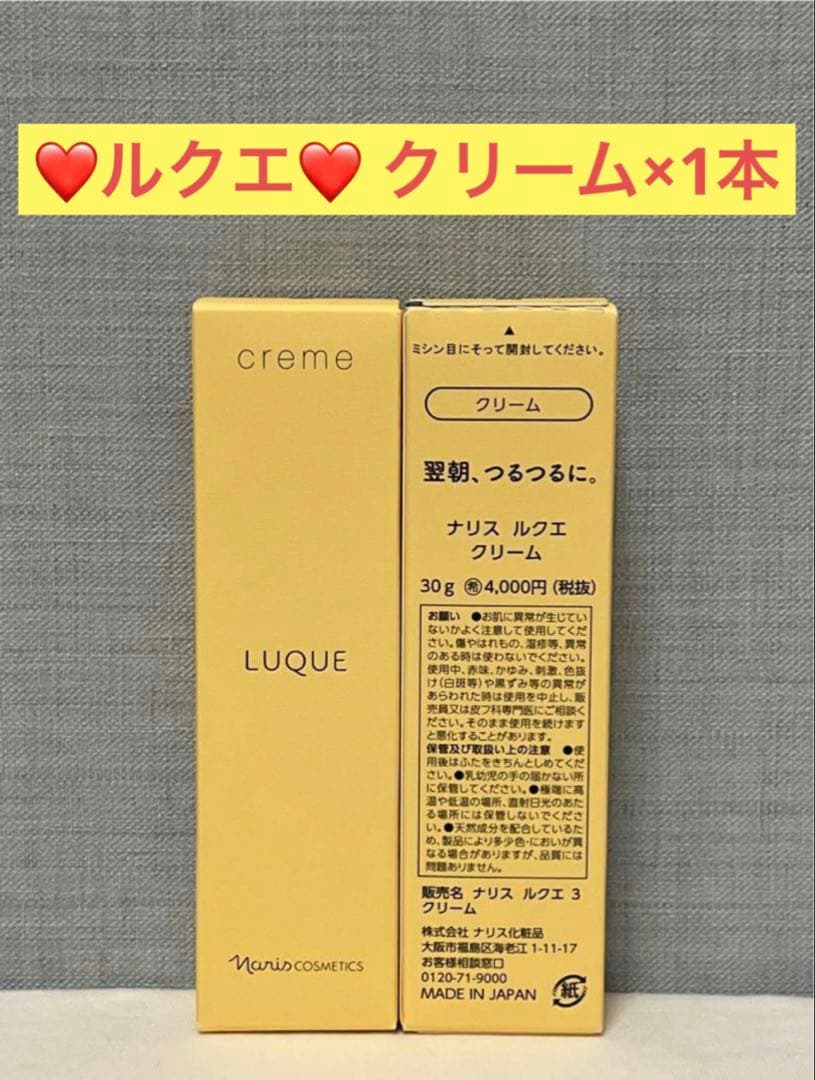 ❤️ルクエ❤️ クリーム×1本
creme
LUQUE
Naris COSMETICS
▲
ミシン目にそって開封してください。
クリーム
翌朝、つるつるに。
ナリス ルクエ
クリーム
30g ㊝4,000円(税抜)
お願い ●お肌に異常が生じてい
ないかよく注意して使用してくだ
さい。傷やはれもの、湿疹等、異常
のある時は使わないでください。
使用中、赤味、かゆみ、刺激、色抜
け(白斑等)や黒ずみ等の異常が
あらわれた時は使用を中止し、販
売員又は皮フ科専門医にご相談く
ださい。そのまま使用を続けます
と悪化することがあります。
保管及び取扱い上の注意 ●使
用後はふたをきちんとしめてくだ
さい。●乳幼児の手の届かない所
に保管してください。●極端に高
温や低温の場所、直射日光のあた
る場所には保管しないでくださ
い。●天然成分を配合しているた
め、製品により多少色・においが異
なる場合がありますが、品質には
問題ありません。
販売名 ナリス ルクエ 3
クリーム
株式会社 ナリス化粧品
大阪市福島区海老江1-11-17
お客様相談窓口
0120-71-9000
MADE IN JAPAN 紙